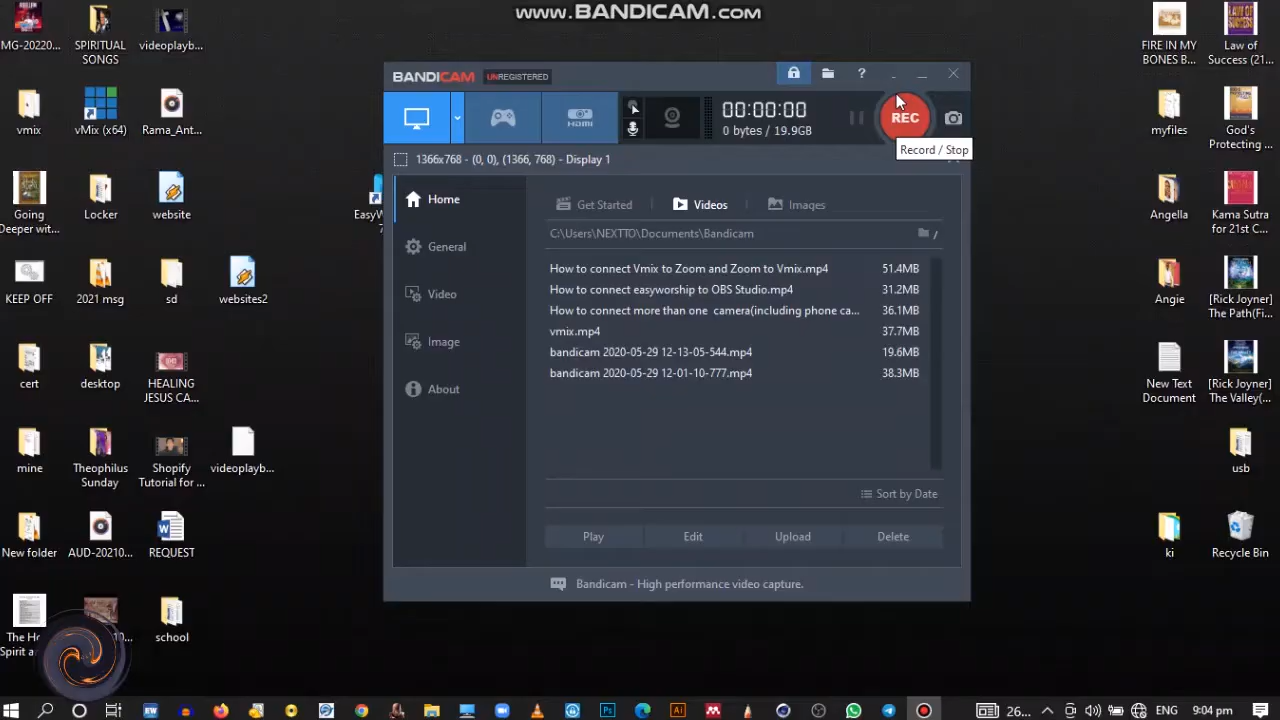 www.BANDICAM.com
MG-20220...
SPIRITUAL
SONGS
videoplayb...
vmix
vMix (x64)
Rama_Ant...
Going
Deeper wit...
Locker
website
KEEP OFF
2021 msg
sd
websites2
cert
desktop
HEALING
JESUS CA...
mine
Theophilus
Sunday
Shopify
Tutorial for ...
videoplayb...
New folder
AUD-20210...
REQUEST
school
EasyW
7
BANDICAM
UNREGISTERED
HDMI
00:00:00
0 bytes / 19.9GB
REC
Record / Stop
1366x768 - (0, 0), (1366, 768) - Display 1
Home
General
Video
Image
About
Get Started
Videos
Images
C:\Users\NEXTTO\Documents\Bandicam
/
How to connect Vmix to Zoom and Zoom to Vmix.mp4 51.4MB
How to connect easyworship to OBS Studio.mp4 31.2MB
How to connect more than one camera(including phone ca... 36.1MB
vmix.mp4 37.7MB
bandicam 2020-05-29 12-13-05-544.mp4 19.6MB
bandicam 2020-05-29 12-01-10-777.mp4 38.3MB
Sort by Date
Play
Edit
Upload
Delete
Bandicam - High performance video capture.
FIRE IN MY
BONES B...
Law of
Success (21...
myfiles
God's
Protecting ...
Angella
Kama Sutra
for 21st C...
Angie
[Rick Joyner]
The Path(Fi...
New Text
Document
[Rick Joyner]
The Valley(...
usb
ki
Recycle Bin
26...
ENG
9:04 pm